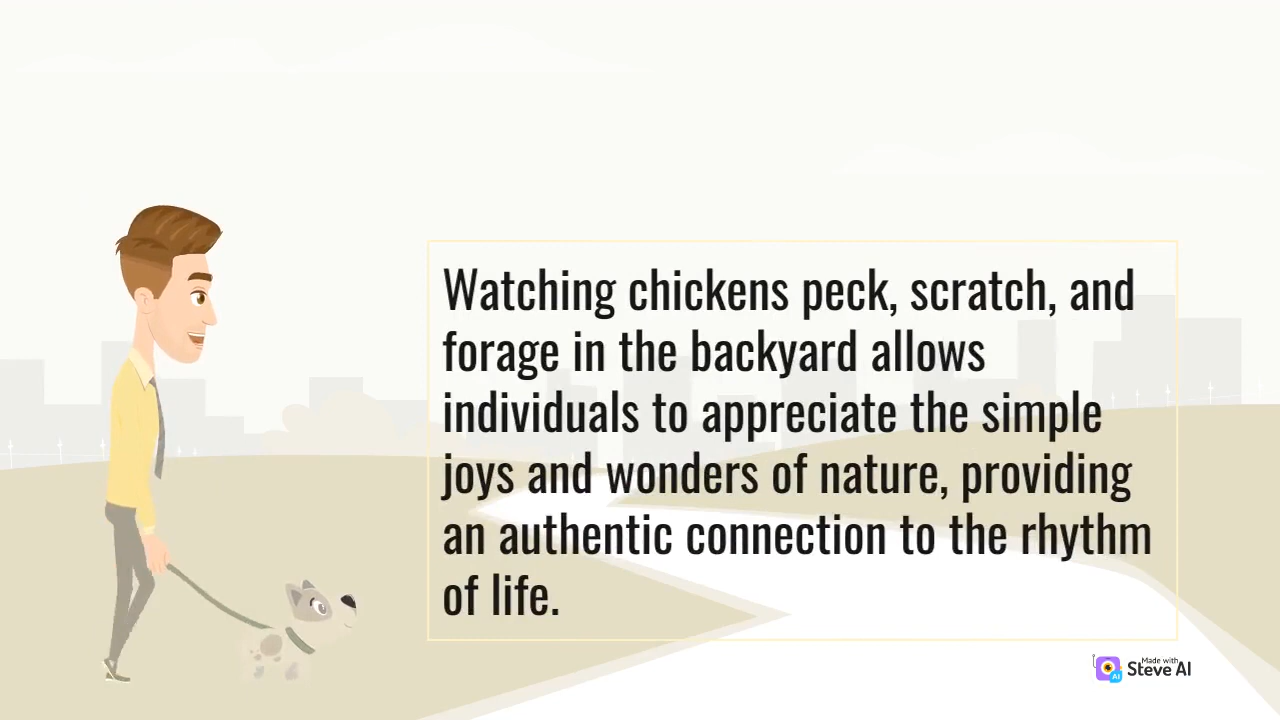 Watching chickens peck, scratch, and
forage in the backyard allows
individuals to appreciate the simple
joys and wonders of nature, providing
an authentic connection to the rhythm
of life.
Made with
Steve AI
AI